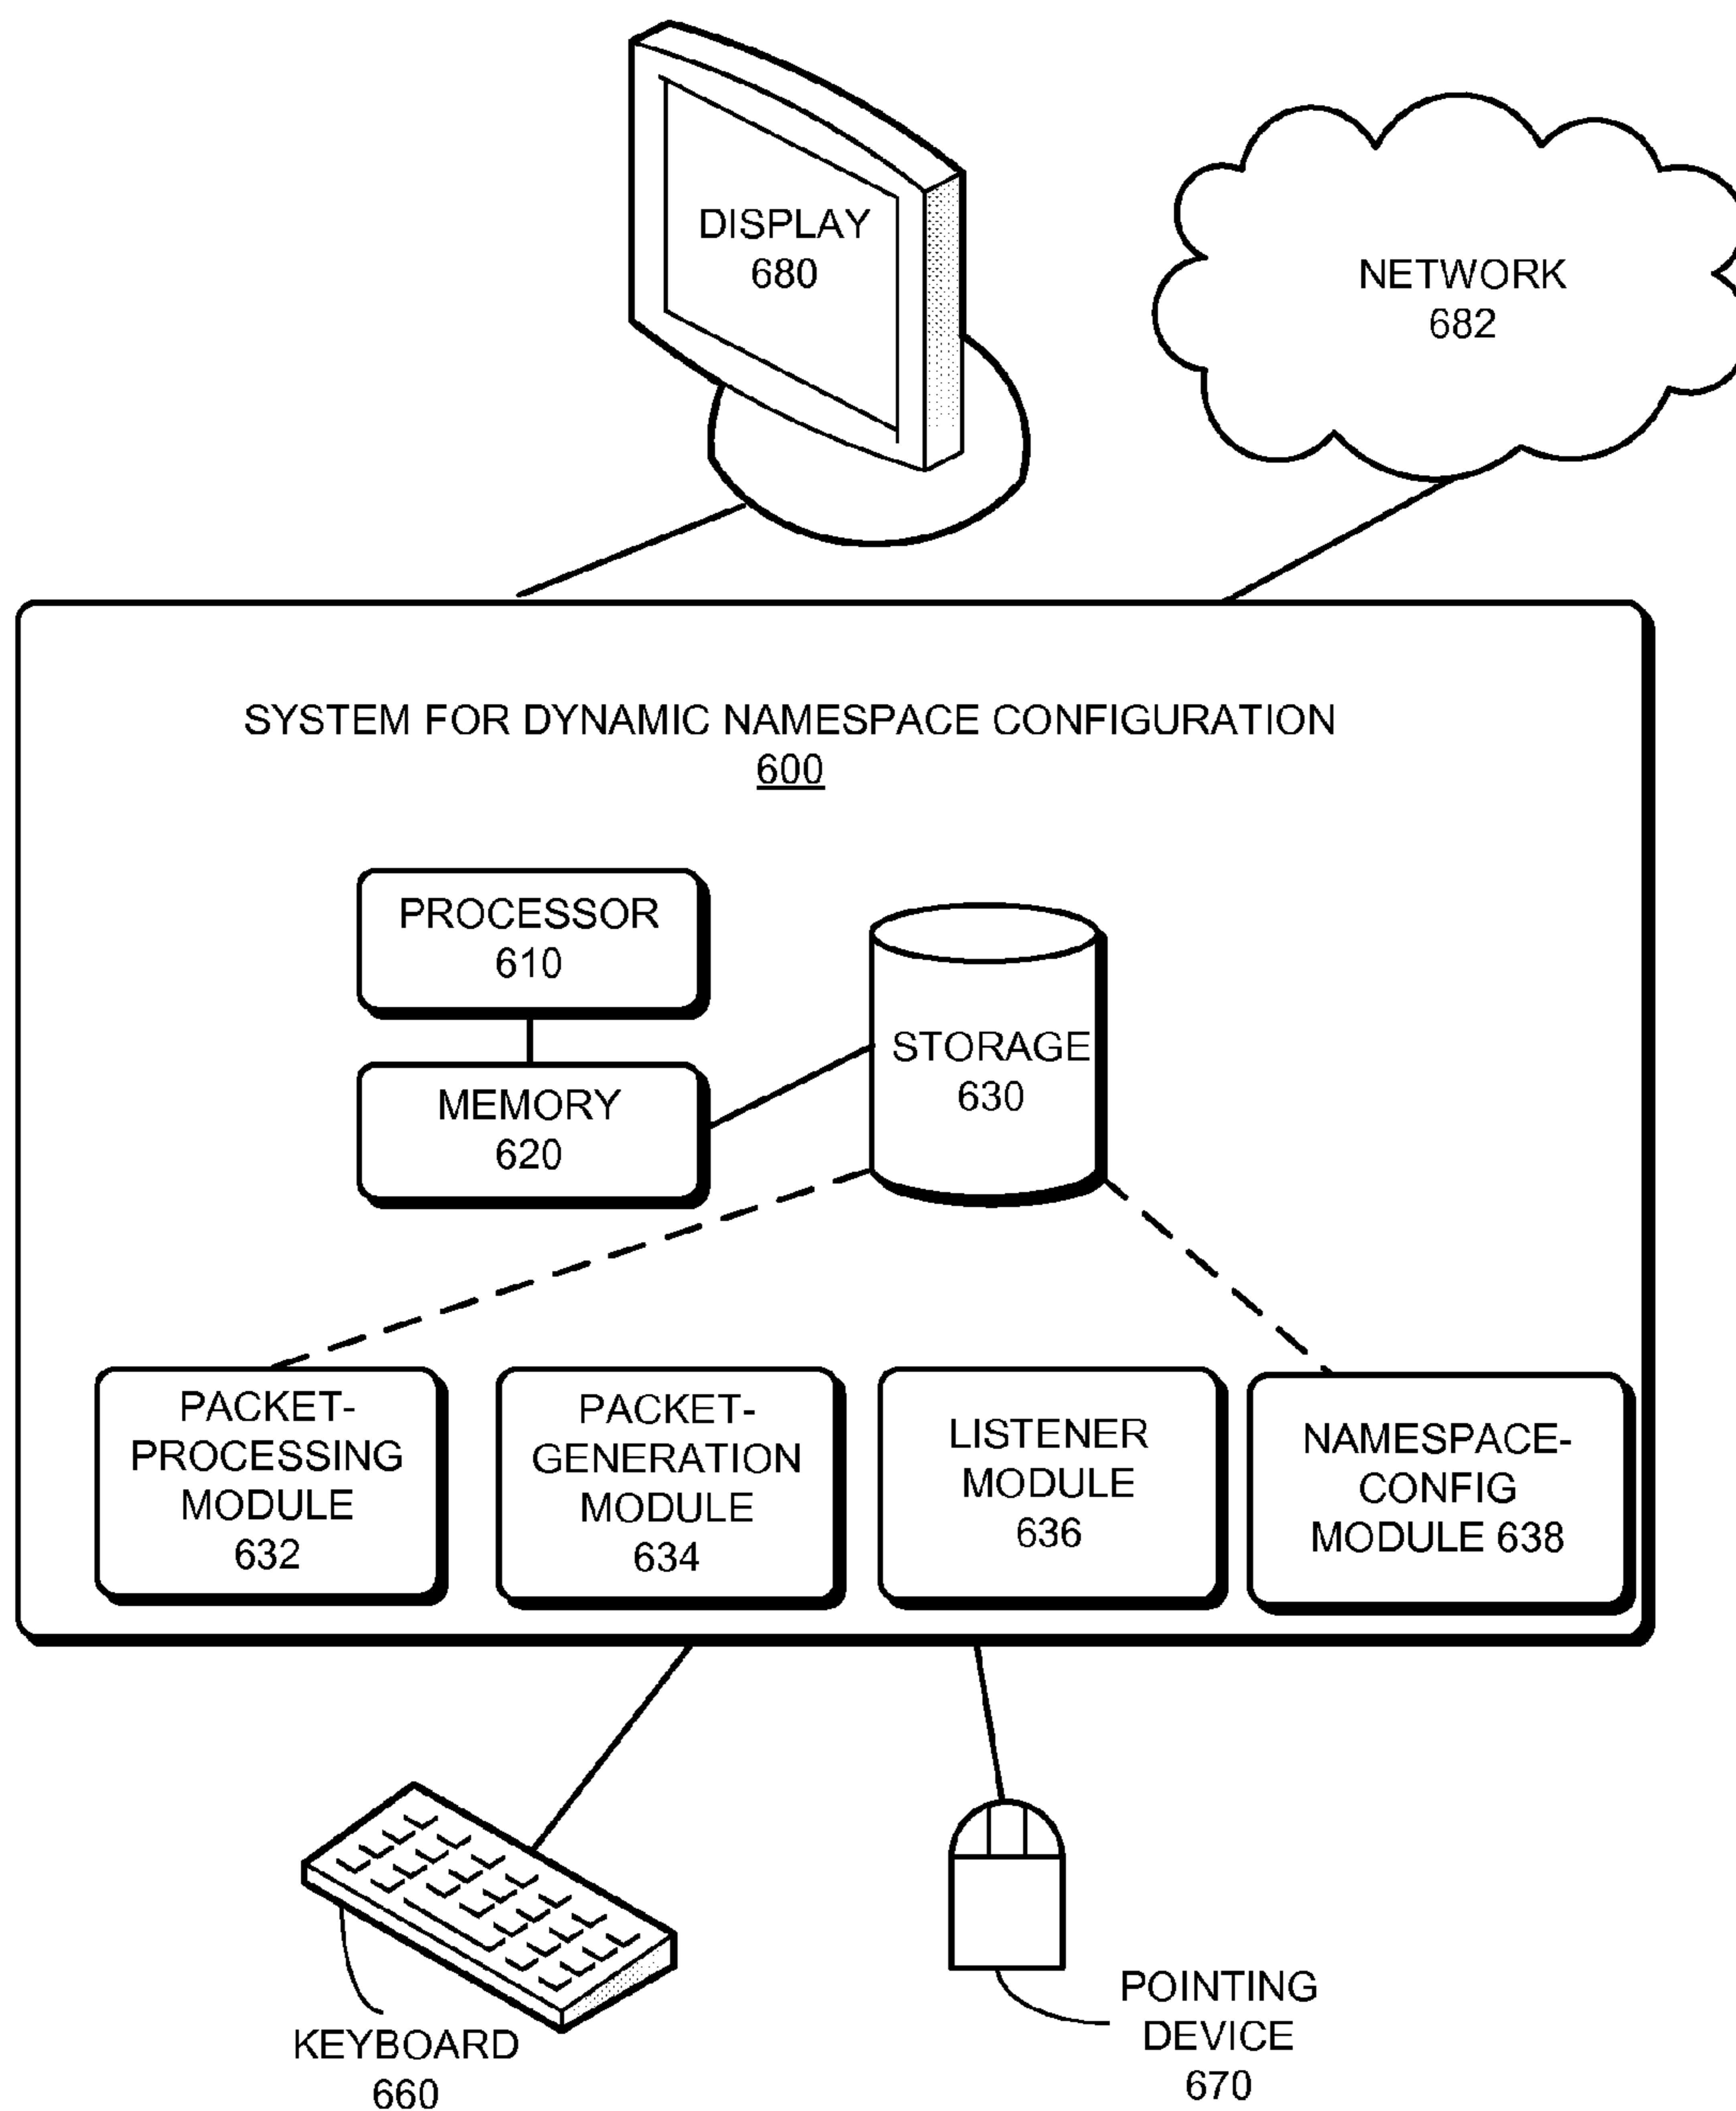 DISPLAY
680
NETWORK
682
SYSTEM FOR DYNAMIC NAMESPACE CONFIGURATION
600
PROCESSOR
610
MEMORY
620
STORAGE
630
PACKET-
PROCESSING
MODULE
632
PACKET-
GENERATION
MODULE
634
LISTENER
MODULE
636
NAMESPACE-
CONFIG
MODULE 638
KEYBOARD
660
POINTING
DEVICE
670